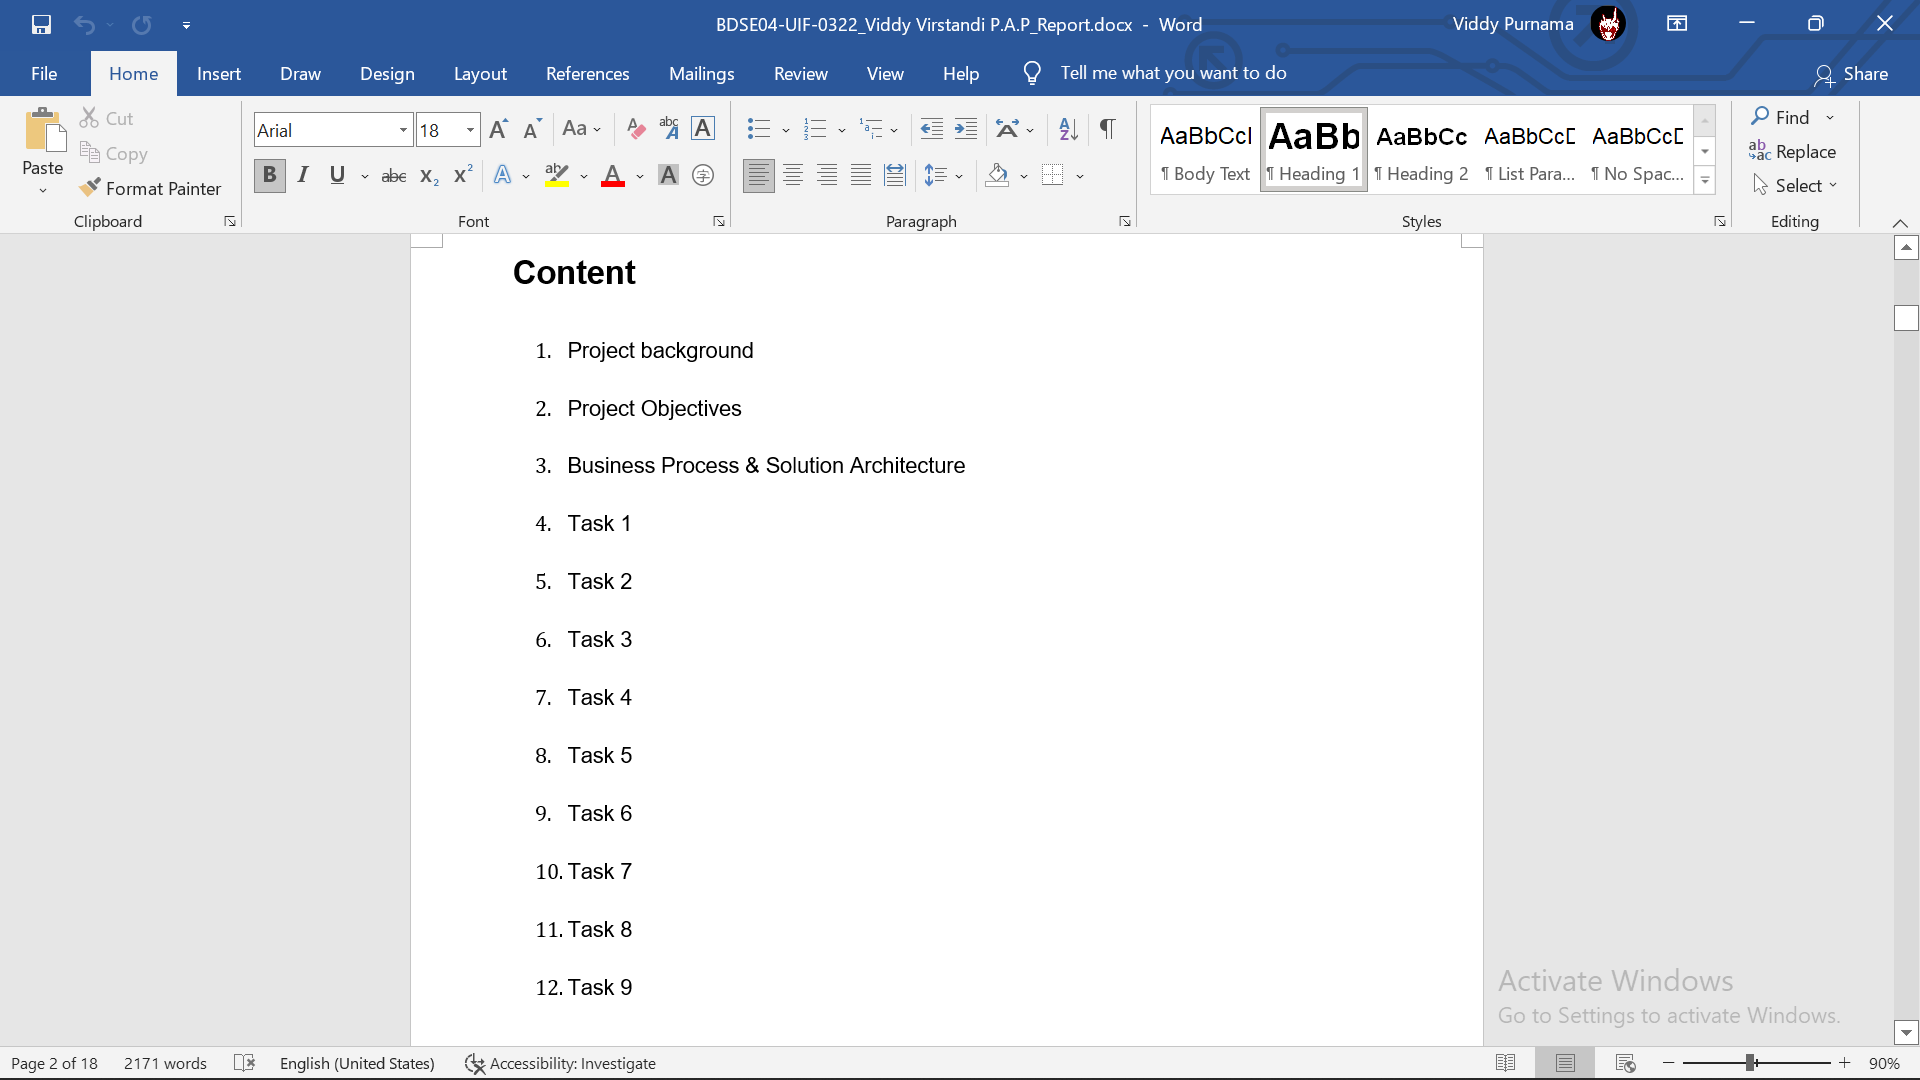 BDSE04-UIF-0322_Viddy Virstandi P.A.P_Report.docx - Word
Viddy Purnama
File Home Insert Draw Design Layout References Mailings Review View Help Tell me what you want to do Share
Paste
Cut
Copy
Format Painter
Clipboard
Arial 18
Font
Paragraph
AaBbCcI AaBb AaBbCc AaBbCcD AaBbCcD
¶ Body Text ¶ Heading 1 ¶ Heading 2 ¶ List Para... ¶ No Spac...
Styles
Find
Replace
Select
Editing
Content
1. Project background
2. Project Objectives
3. Business Process & Solution Architecture
4. Task 1
5. Task 2
6. Task 3
7. Task 4
8. Task 5
9. Task 6
10. Task 7
11. Task 8
12. Task 9
Activate Windows
Go to Settings to activate Windows.
Page 2 of 18 2171 words English (United States) Accessibility: Investigate 90%